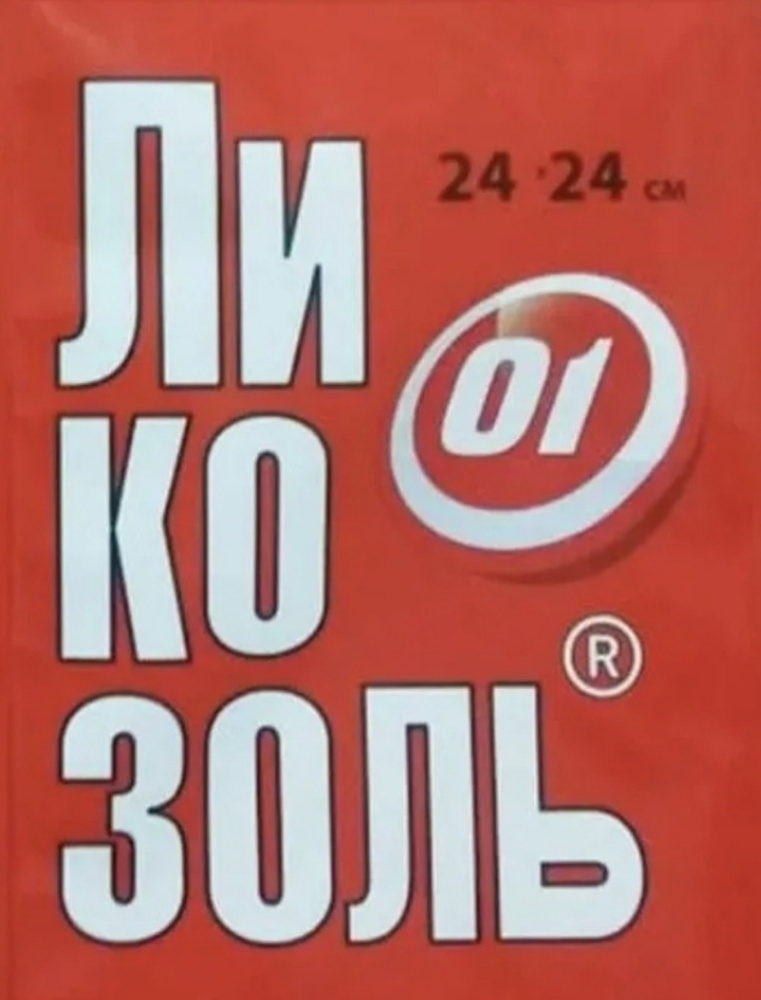 Ли
24 · 24 см
01
КО
®
ЗОЛЬ